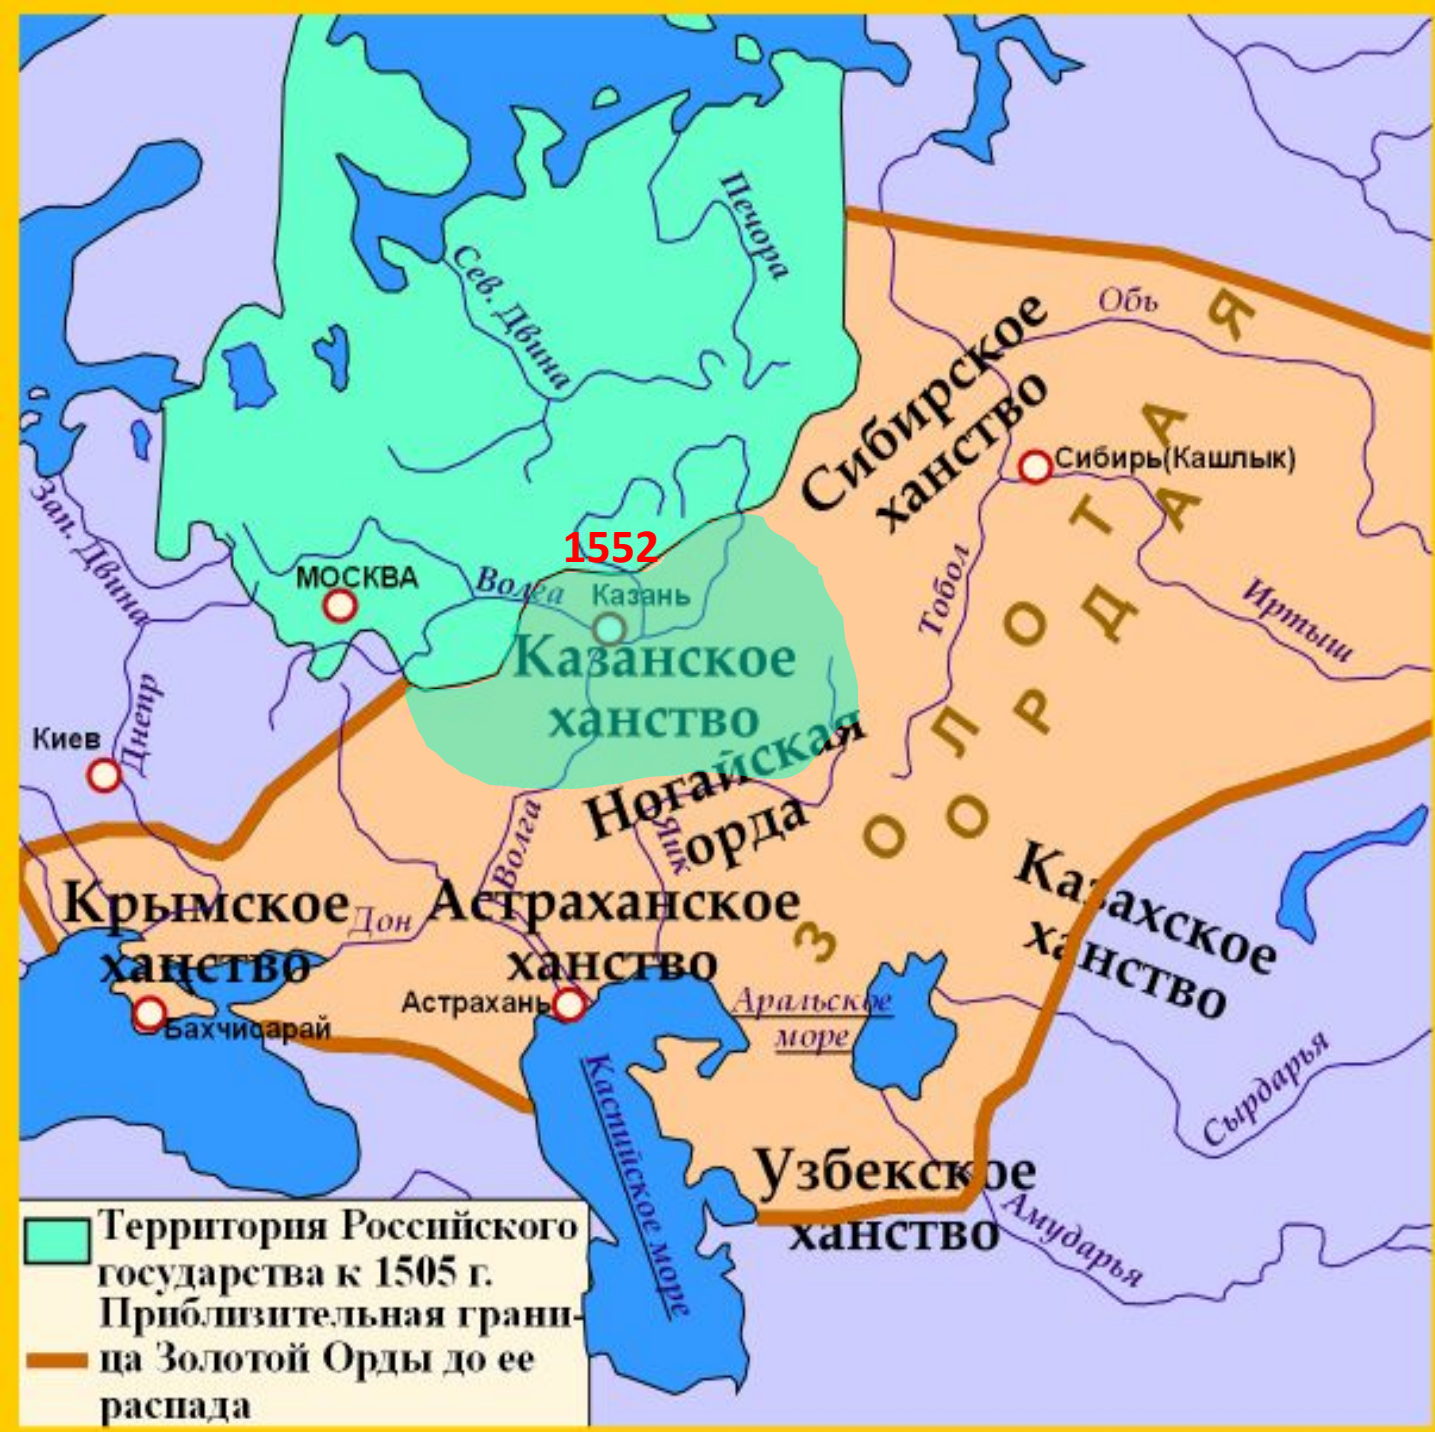 Печора
Сев. Двина
Обь
Сибирское
ханство
Сибирь(Кашлык)
Зап. Двина
1552
МОСКВА
Волга
Казань
Казанское
ханство
Тобол
Иртыш
Киев
Днепр
Ногайская
орда
Волга
Яик
ЗОЛОТАЯ
ОРДА
Казахское
ханство
Крымское
ханство
Дон
Астраханское
ханство
Астрахань
Бахчисарай
Аральское
море
Каспийское море
Сырдарья
Узбекское
ханство
Амударья
Территория Российского
государства к 1505 г.
Приблизительная грани-
ца Золотой Орды до ее
распада